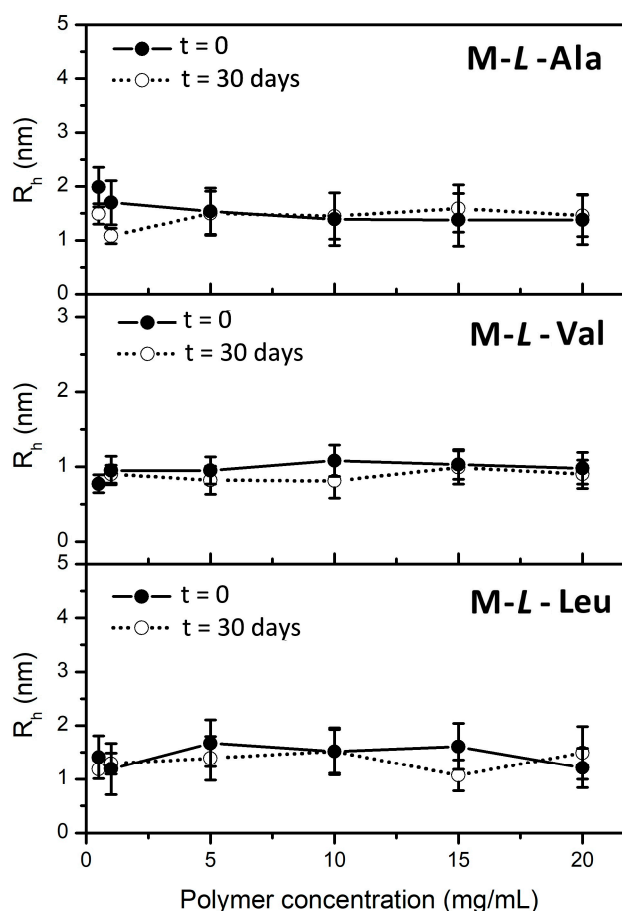 5
t = 0
M-L-Ala
t = 30 days
4
3
2
1
0
R_h (nm)
3
t = 0
M-L-Val
t = 30 days
2
1
0
R_h (nm)
5
t = 0
M-L-Leu
t = 30 days
4
3
2
1
0
R_h (nm)
0 5 10 15 20
Polymer concentration (mg/mL)